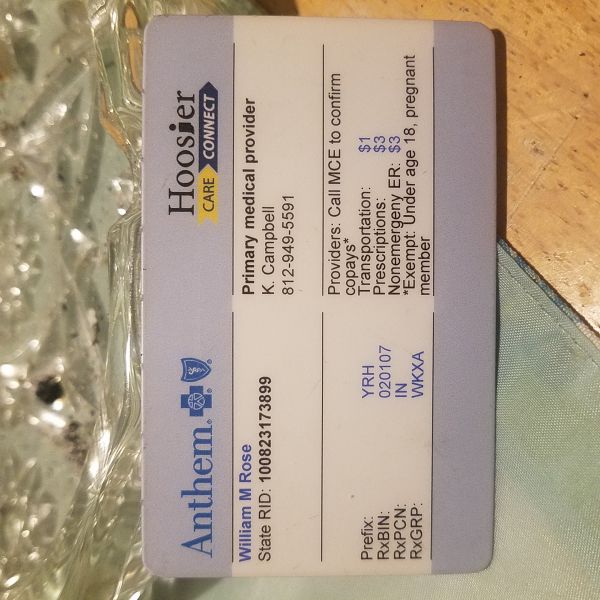 Anthem
Hoosier
CARE CONNECT
William M Rose
State RID: 100823173899
Primary medical provider
K. Campbell
812-949-5591
Prefix: YRH
RxBIN: 020107
RxPCN: IN
RxGRP: WKXA
Providers: Call MCE to confirm
copays*
Transportation: $1
Prescriptions: $3
Nonemergeny ER: $3
*Exempt: Under age 18, pregnant
member